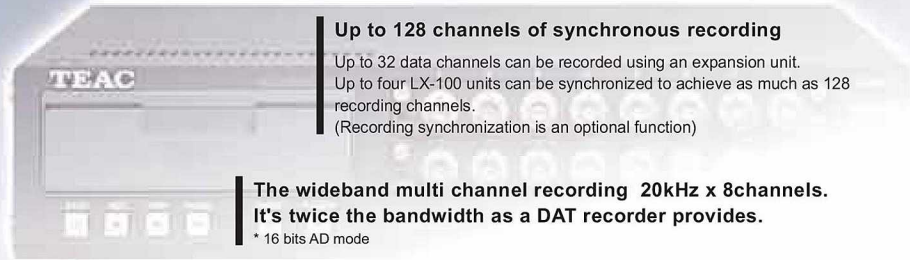 Up to 128 channels of synchronous recording
Up to 32 data channels can be recorded using an expansion unit.
Up to four LX-100 units can be synchronized to achieve as much as 128
recording channels.
(Recording synchronization is an optional function)
TEAC
The wideband multi channel recording 20kHz x 8channels.
It's twice the bandwidth as a DAT recorder provides.
* 16 bits AD mode